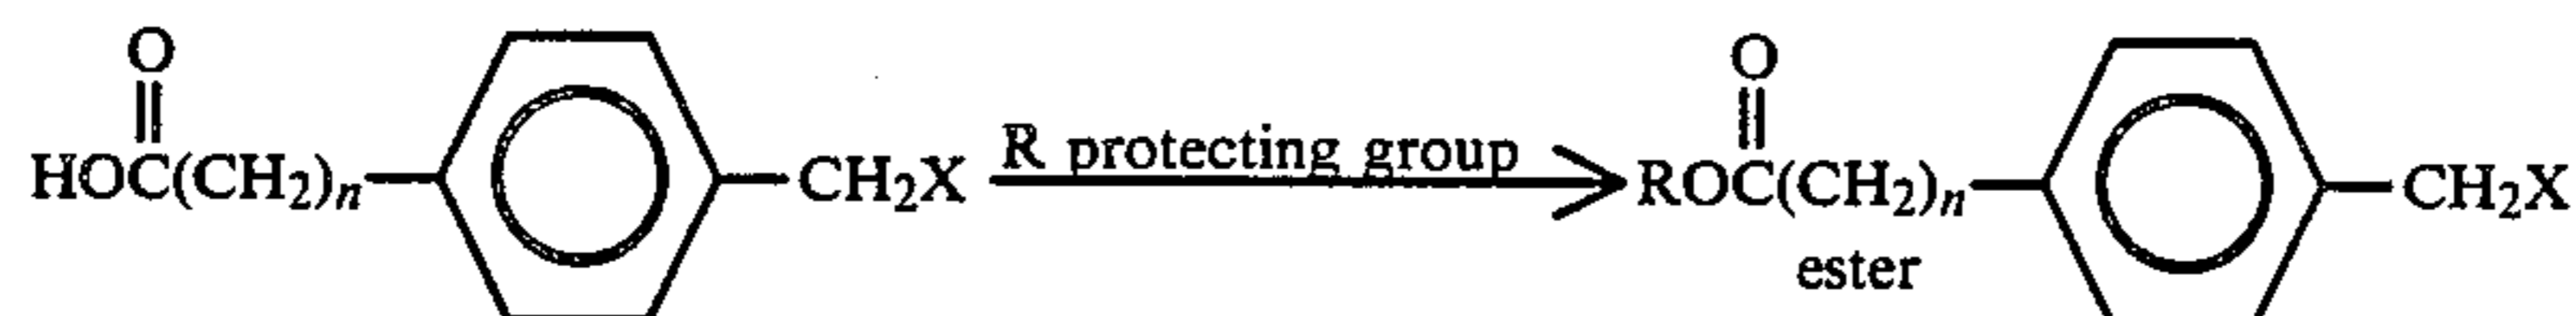 O O
HOC(CH₂)ₙ CH₂X R protecting group ROC(CH₂)ₙ CH₂X
ester